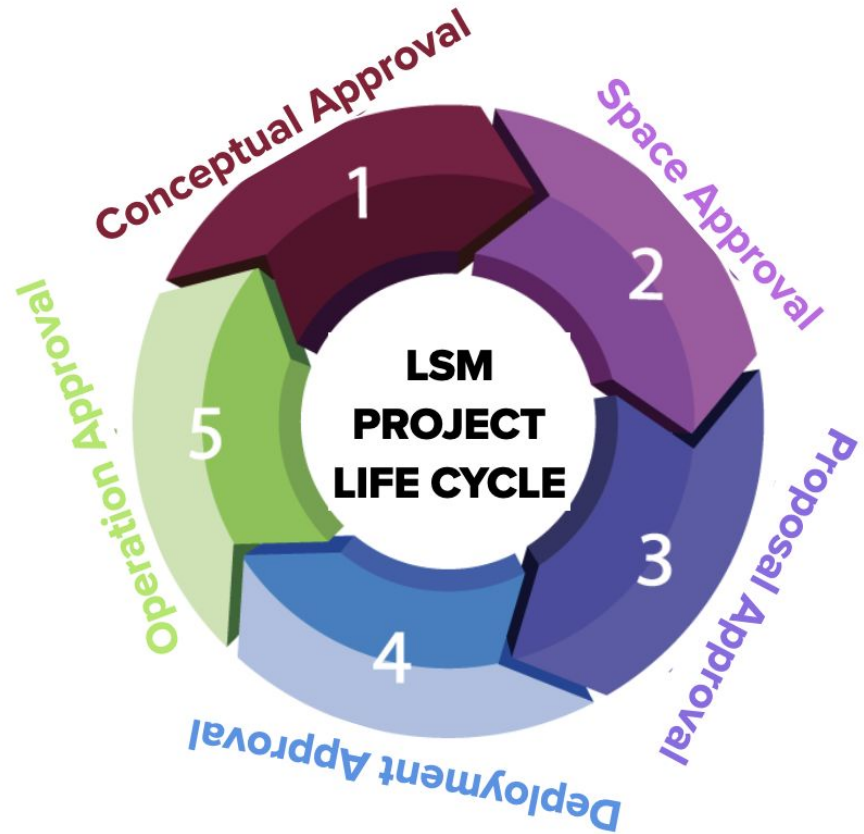 LSM
PROJECT
LIFE CYCLE
1
Conceptual Approval
2
Space Approval
3
Proposal Approval
4
Deployment Approval
5
Operation Approval